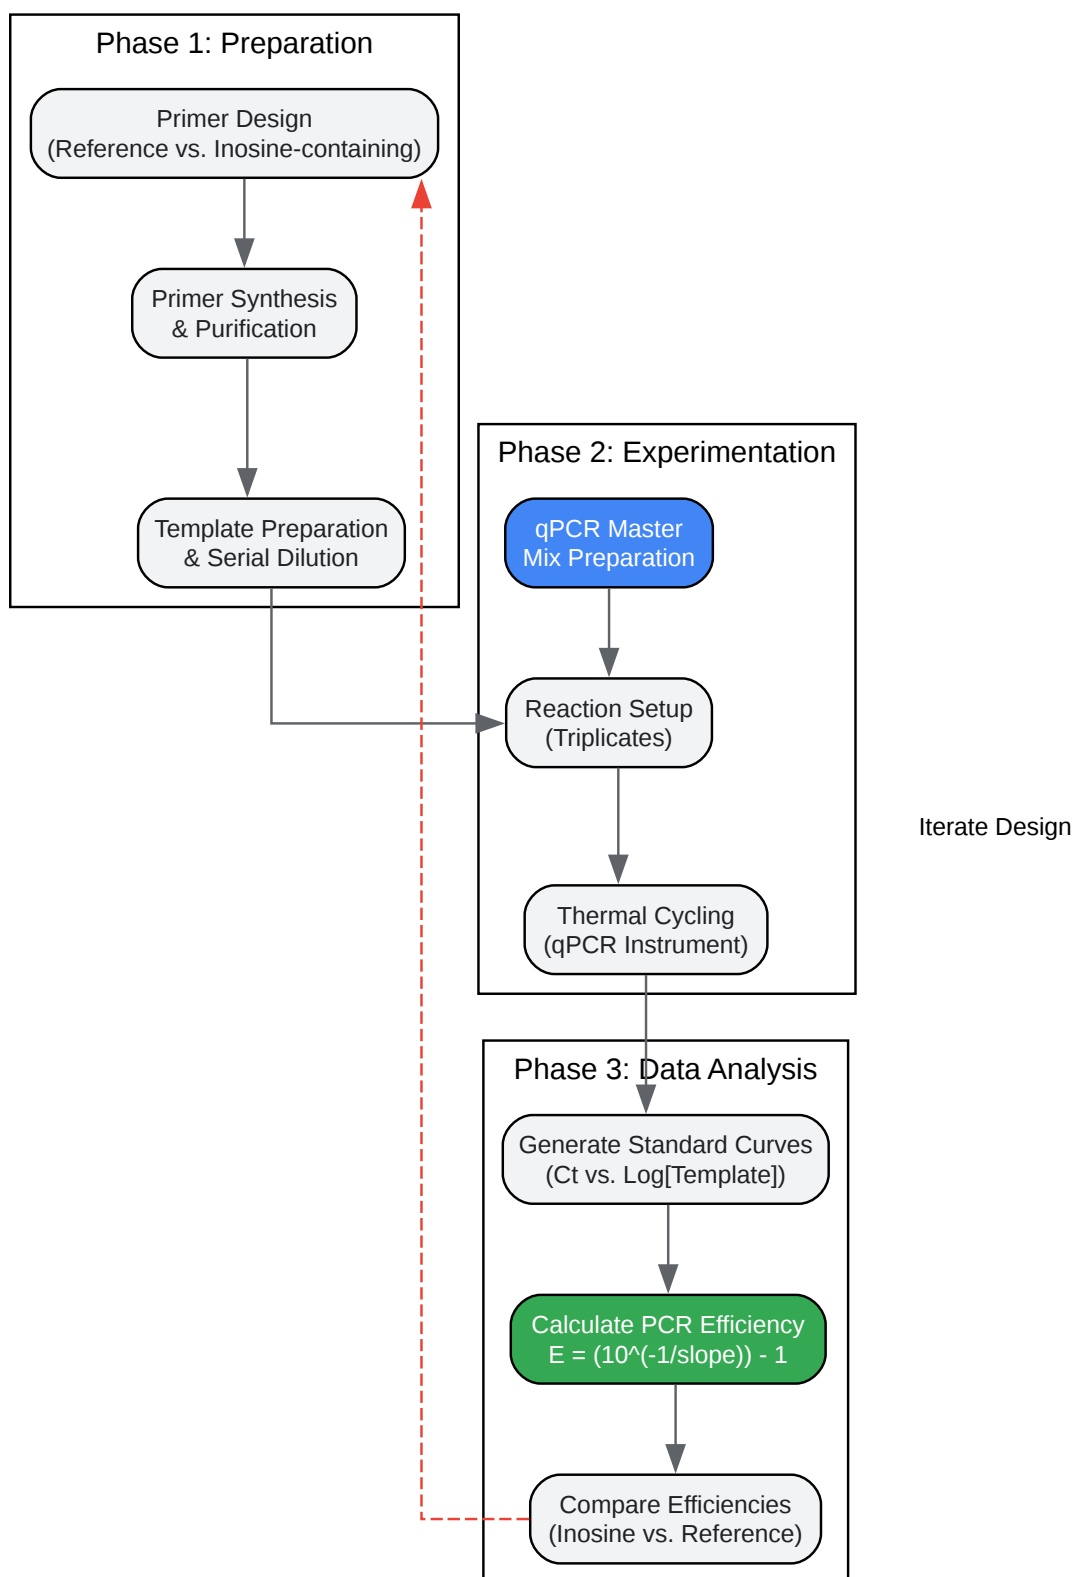 Phase 1: Preparation
Primer Design
(Reference vs. Inosine-containing)
Primer Synthesis
& Purification
Template Preparation
& Serial Dilution
Phase 2: Experimentation
qPCR Master
Mix Preparation
Reaction Setup
(Triplicates)
Iterate Design
Thermal Cycling
(qPCR Instrument)
Phase 3: Data Analysis
Generate Standard Curves
(Ct vs. Log[Template])
Calculate PCR Efficiency
E = (10^(-1/slope)) - 1
Compare Efficiencies
(Inosine vs. Reference)